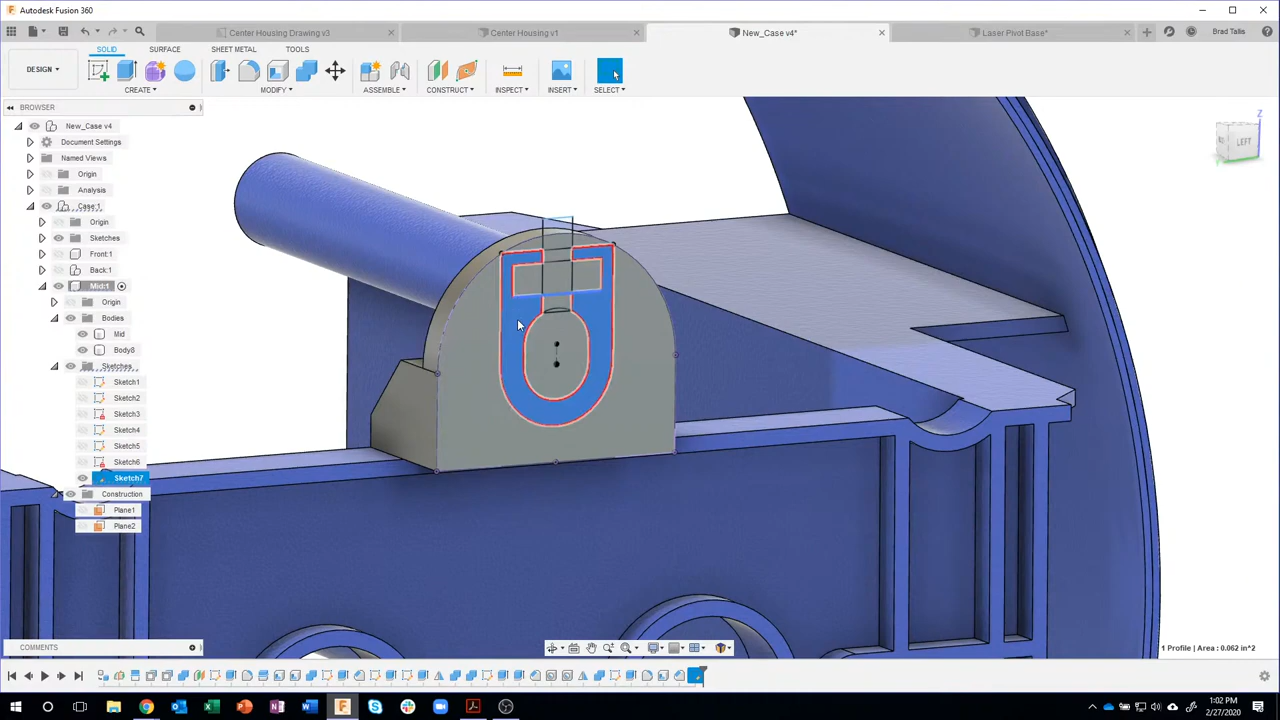 Autodesk Fusion 360
Center Housing Drawing v3
Center Housing v1
New_Case v4*
Laser Pivot Base*
Brad Tallis
SOLID
SURFACE
SHEET METAL
TOOLS
DESIGN
CREATE
MODIFY
ASSEMBLE
CONSTRUCT
INSPECT
INSERT
SELECT
BROWSER
New_Case v4
Document Settings
Named Views
Origin
Analysis
Case:1
Origin
Sketches
Front:1
Back:1
Mid:1
Origin
Bodies
Mid
Body8
Sketches
Sketch1
Sketch2
Sketch3
Sketch4
Sketch5
Sketch6
Sketch7
Construction
Plane1
Plane2
Z
LEFT
COMMENTS
1 Profile | Area : 0.062 in^2
1:02 PM
2/27/2020